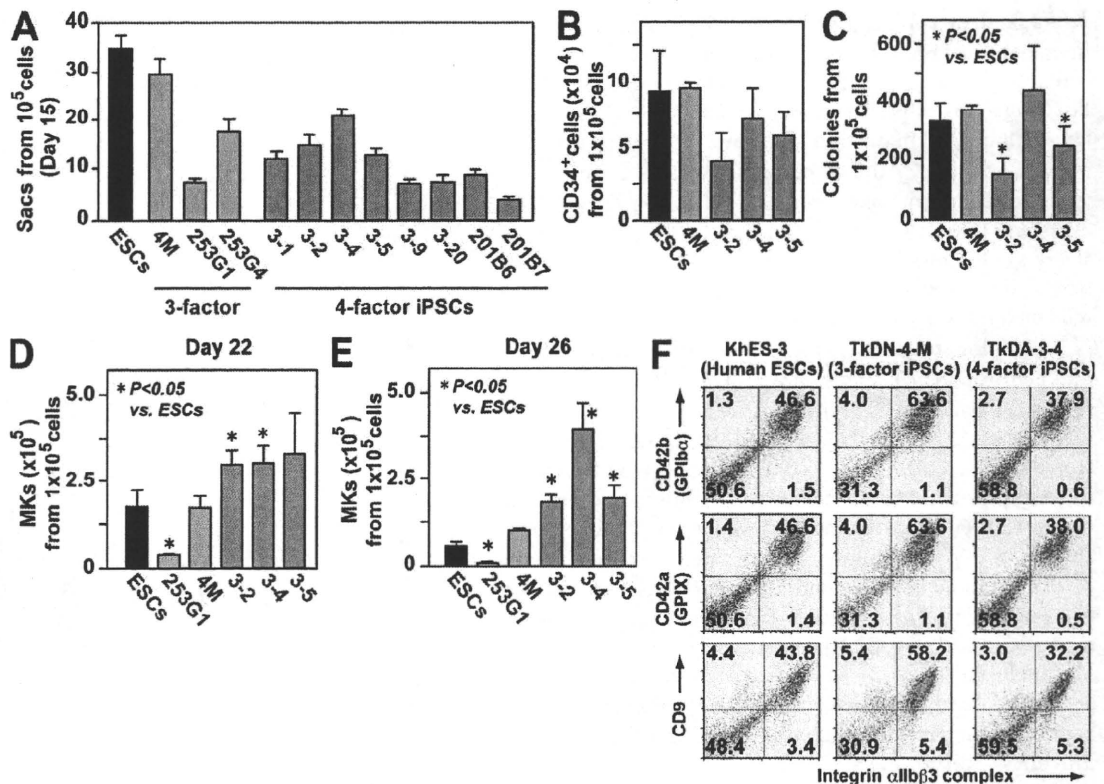 A
Sacs from 10⁵ cells
(Day 15)
40
30
20
10
0
ESCs
4M
253G1
253G4
3-1
3-2
3-4
3-5
3-9
3-20
201B6
201B7
3-factor
4-factor iPSCs
B
CD34⁺ cells (x10⁴)
from 1x10⁵cells
10
5
0
ESCs
4M
3-2
3-4
3-5
C
* P<0.05
vs. ESCs
Colonies from
1x10⁵cells
600
400
200
0
*
*
ESCs
4M
3-2
3-4
3-5
D
Day 22
* P<0.05
vs. ESCs
MKs (x10⁵)
from 1x10⁵cells
5.0
2.5
0
*
*
*
ESCs
253G1
4M
3-2
3-4
3-5
E
Day 26
* P<0.05
vs. ESCs
MKs (x10⁵)
from 1x10⁵cells
5.0
2.5
0
*
*
*
*
ESCs
253G1
4M
3-2
3-4
3-5
F
KhES-3
(Human ESCs)
TkDN-4-M
(3-factor iPSCs)
TkDA-3-4
(4-factor iPSCs)
CD42b
(GPIbα)
1.3 46.6
50.6 1.5
4.0 63.6
31.3 1.1
2.7 37.9
58.8 0.6
CD42a
(GPIX)
1.4 46.6
50.6 1.4
4.0 63.6
31.3 1.1
2.7 38.0
58.8 0.5
CD9
4.4 43.8
48.4 3.4
5.4 58.2
30.9 5.4
3.0 32.2
59.5 5.3
Integrin αIIbβ3 complex